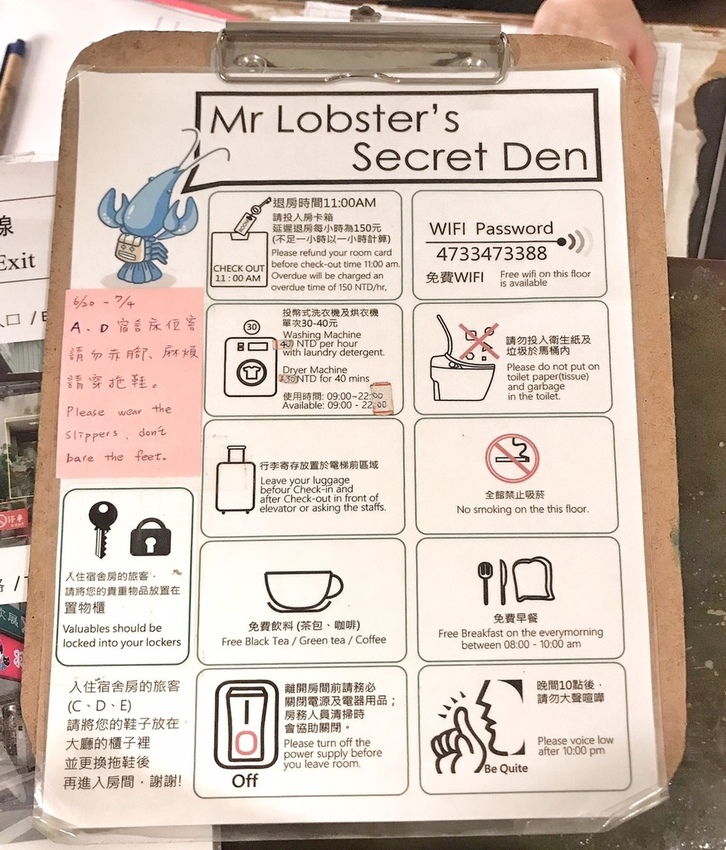 Mr Lobster's
Secret Den
退房時間11:00AM
請投入房卡箱
延遲退房每小時為150元
(不足一小時以一小時計算)
Please refund your room card
before check-out time 11:00 am.
Overdue will be charged an
overdue time of 150 NTD/hr,
CHECK OUT
11 : 00 AM
WIFI Password
4733473388
免費WIFI
Free wifi on this floor
is available
線
Exit
6/30 - 7/4
A、D宿舍床位客
請勿赤腳、麻煩
請穿拖鞋。
Please wear the
slippers, don't
bare the feet.
30
投幣式洗衣機及烘衣機
單次30-40元
Washing Machine
40 NTD per hour
with laundry detergent.
Dryer Machine
NTD for 40 mins
使用時間: 09:00~22:00
Available: 09:00 - 22:00
請勿投入衛生紙及
垃圾於馬桶內
Please do not put on
toilet paper(tissue)
and garbage
in the toilet.
行李寄存放置於電梯前區域
Leave your luggage
befour Check-in and
after Check-out in front of
elevator or asking the staffs.
全館禁止吸菸
No smoking on the this floor.
入住宿舍房的旅客，
請將您的貴重物品放置在
置物櫃
Valuables should be
locked into your lockers
免費飲料 (茶包、咖啡)
Free Black Tea / Green tea / Coffee
免費早餐
Free Breakfast on the everymorning
between 08:00 - 10:00 am
入住宿舍房的旅客
(C、D、E)
請將您的鞋子放在
大廳的櫃子裡
並更換拖鞋後
再進入房間，謝謝!
Off
離開房間前請務必
關閉電源及電器用品；
房務人員清掃時
會協助關閉。
Please turn off the
power supply before
you leave room.
Be Quite
晚間10點後，
請勿大聲喧嘩
Please voice low
after 10:00 pm